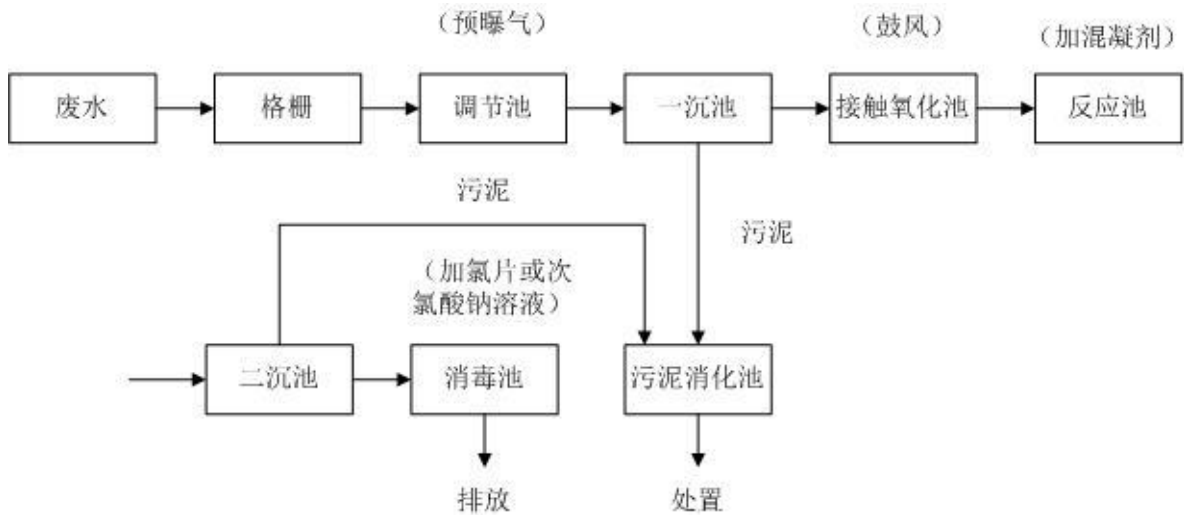 （预曝气）
（鼓风）
（加混凝剂）
废水
格栅
调节池
一沉池
接触氧化池
反应池
污泥
污泥
（加氯片或次
氯酸钠溶液）
二沉池
消毒池
污泥消化池
排放
处置